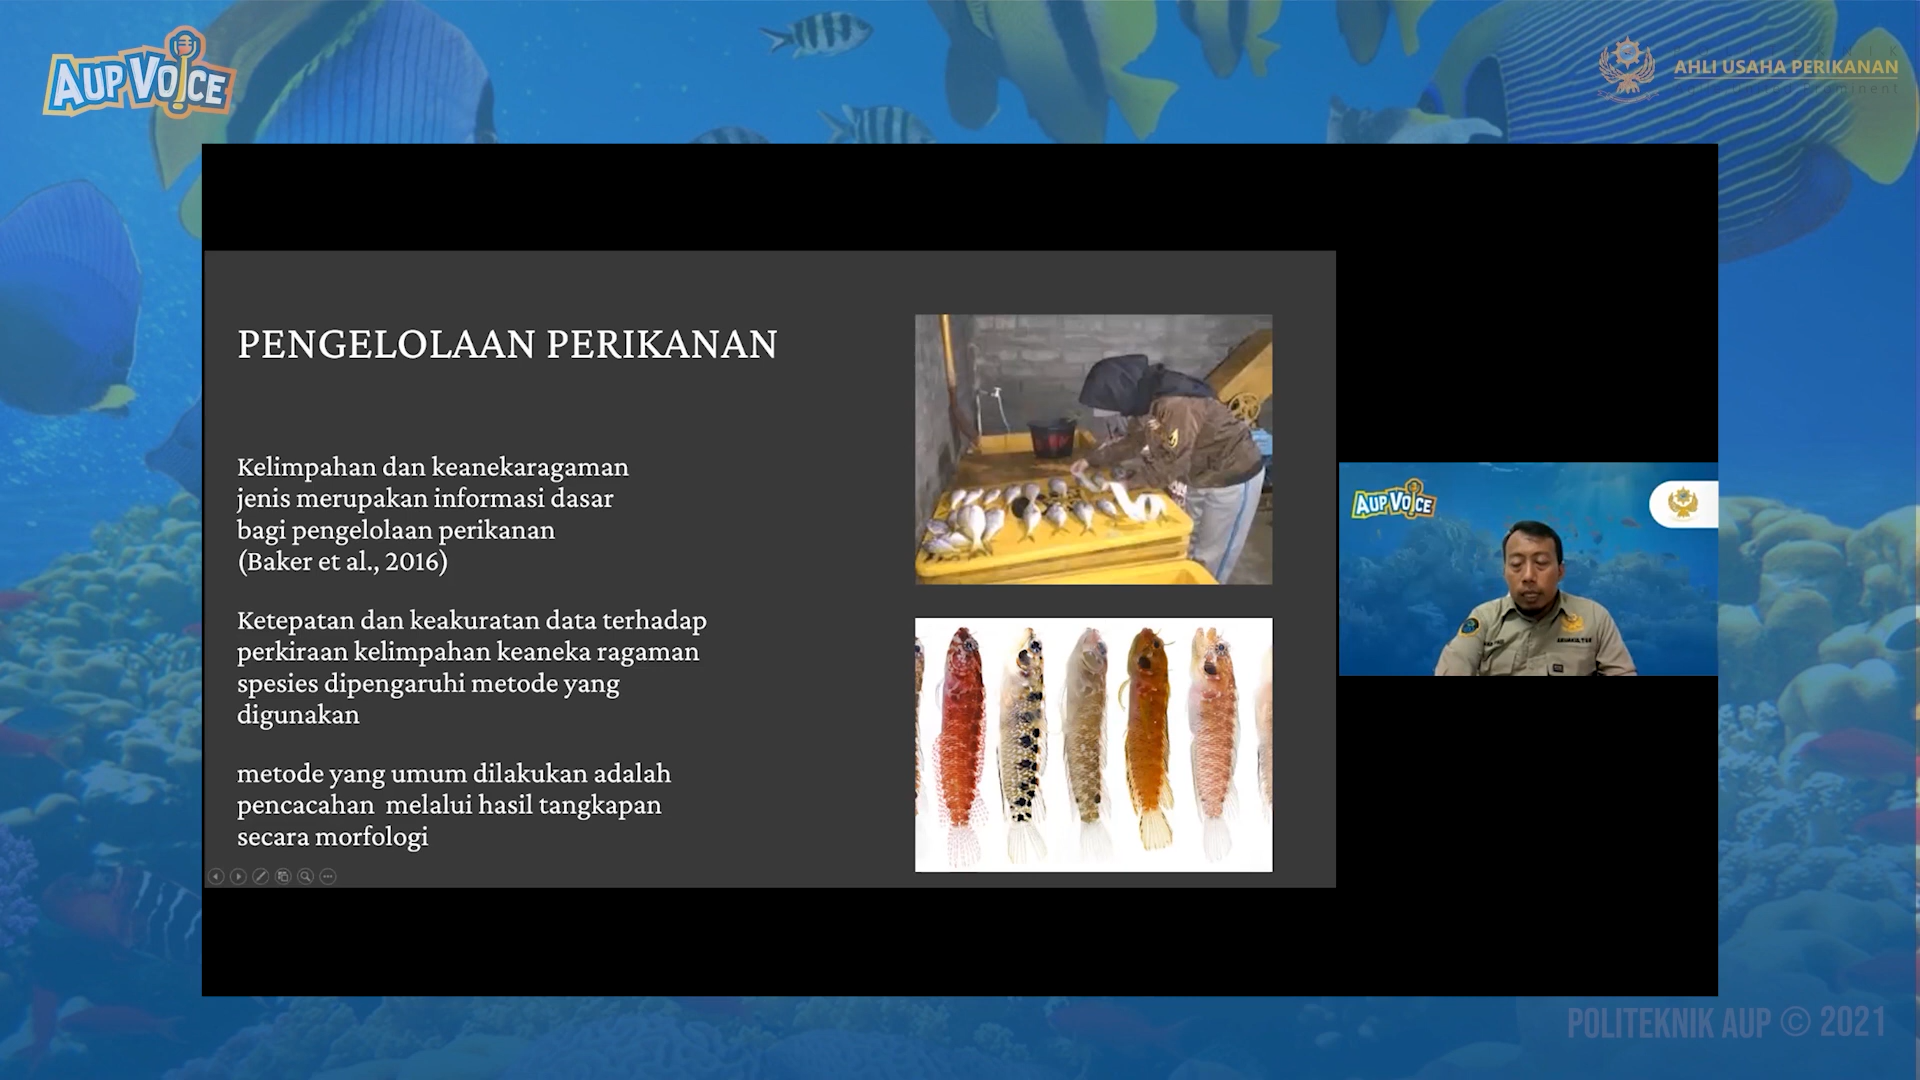 AUP VOICE
POLITEKNIK
AHLI USAHA PERIKANAN
PENGELOLAAN PERIKANAN
Kelimpahan dan keanekaragaman
jenis merupakan informasi dasar
bagi pengelolaan perikanan
(Baker et al., 2016)
Ketepatan dan keakuratan data terhadap
perkiraan kelimpahan keaneka ragaman
spesies dipengaruhi metode yang
digunakan
metode yang umum dilakukan adalah
pencacahan  melalui hasil tangkapan
secara morfologi
AUP VOICE
POLITEKNIK AUP © 2021